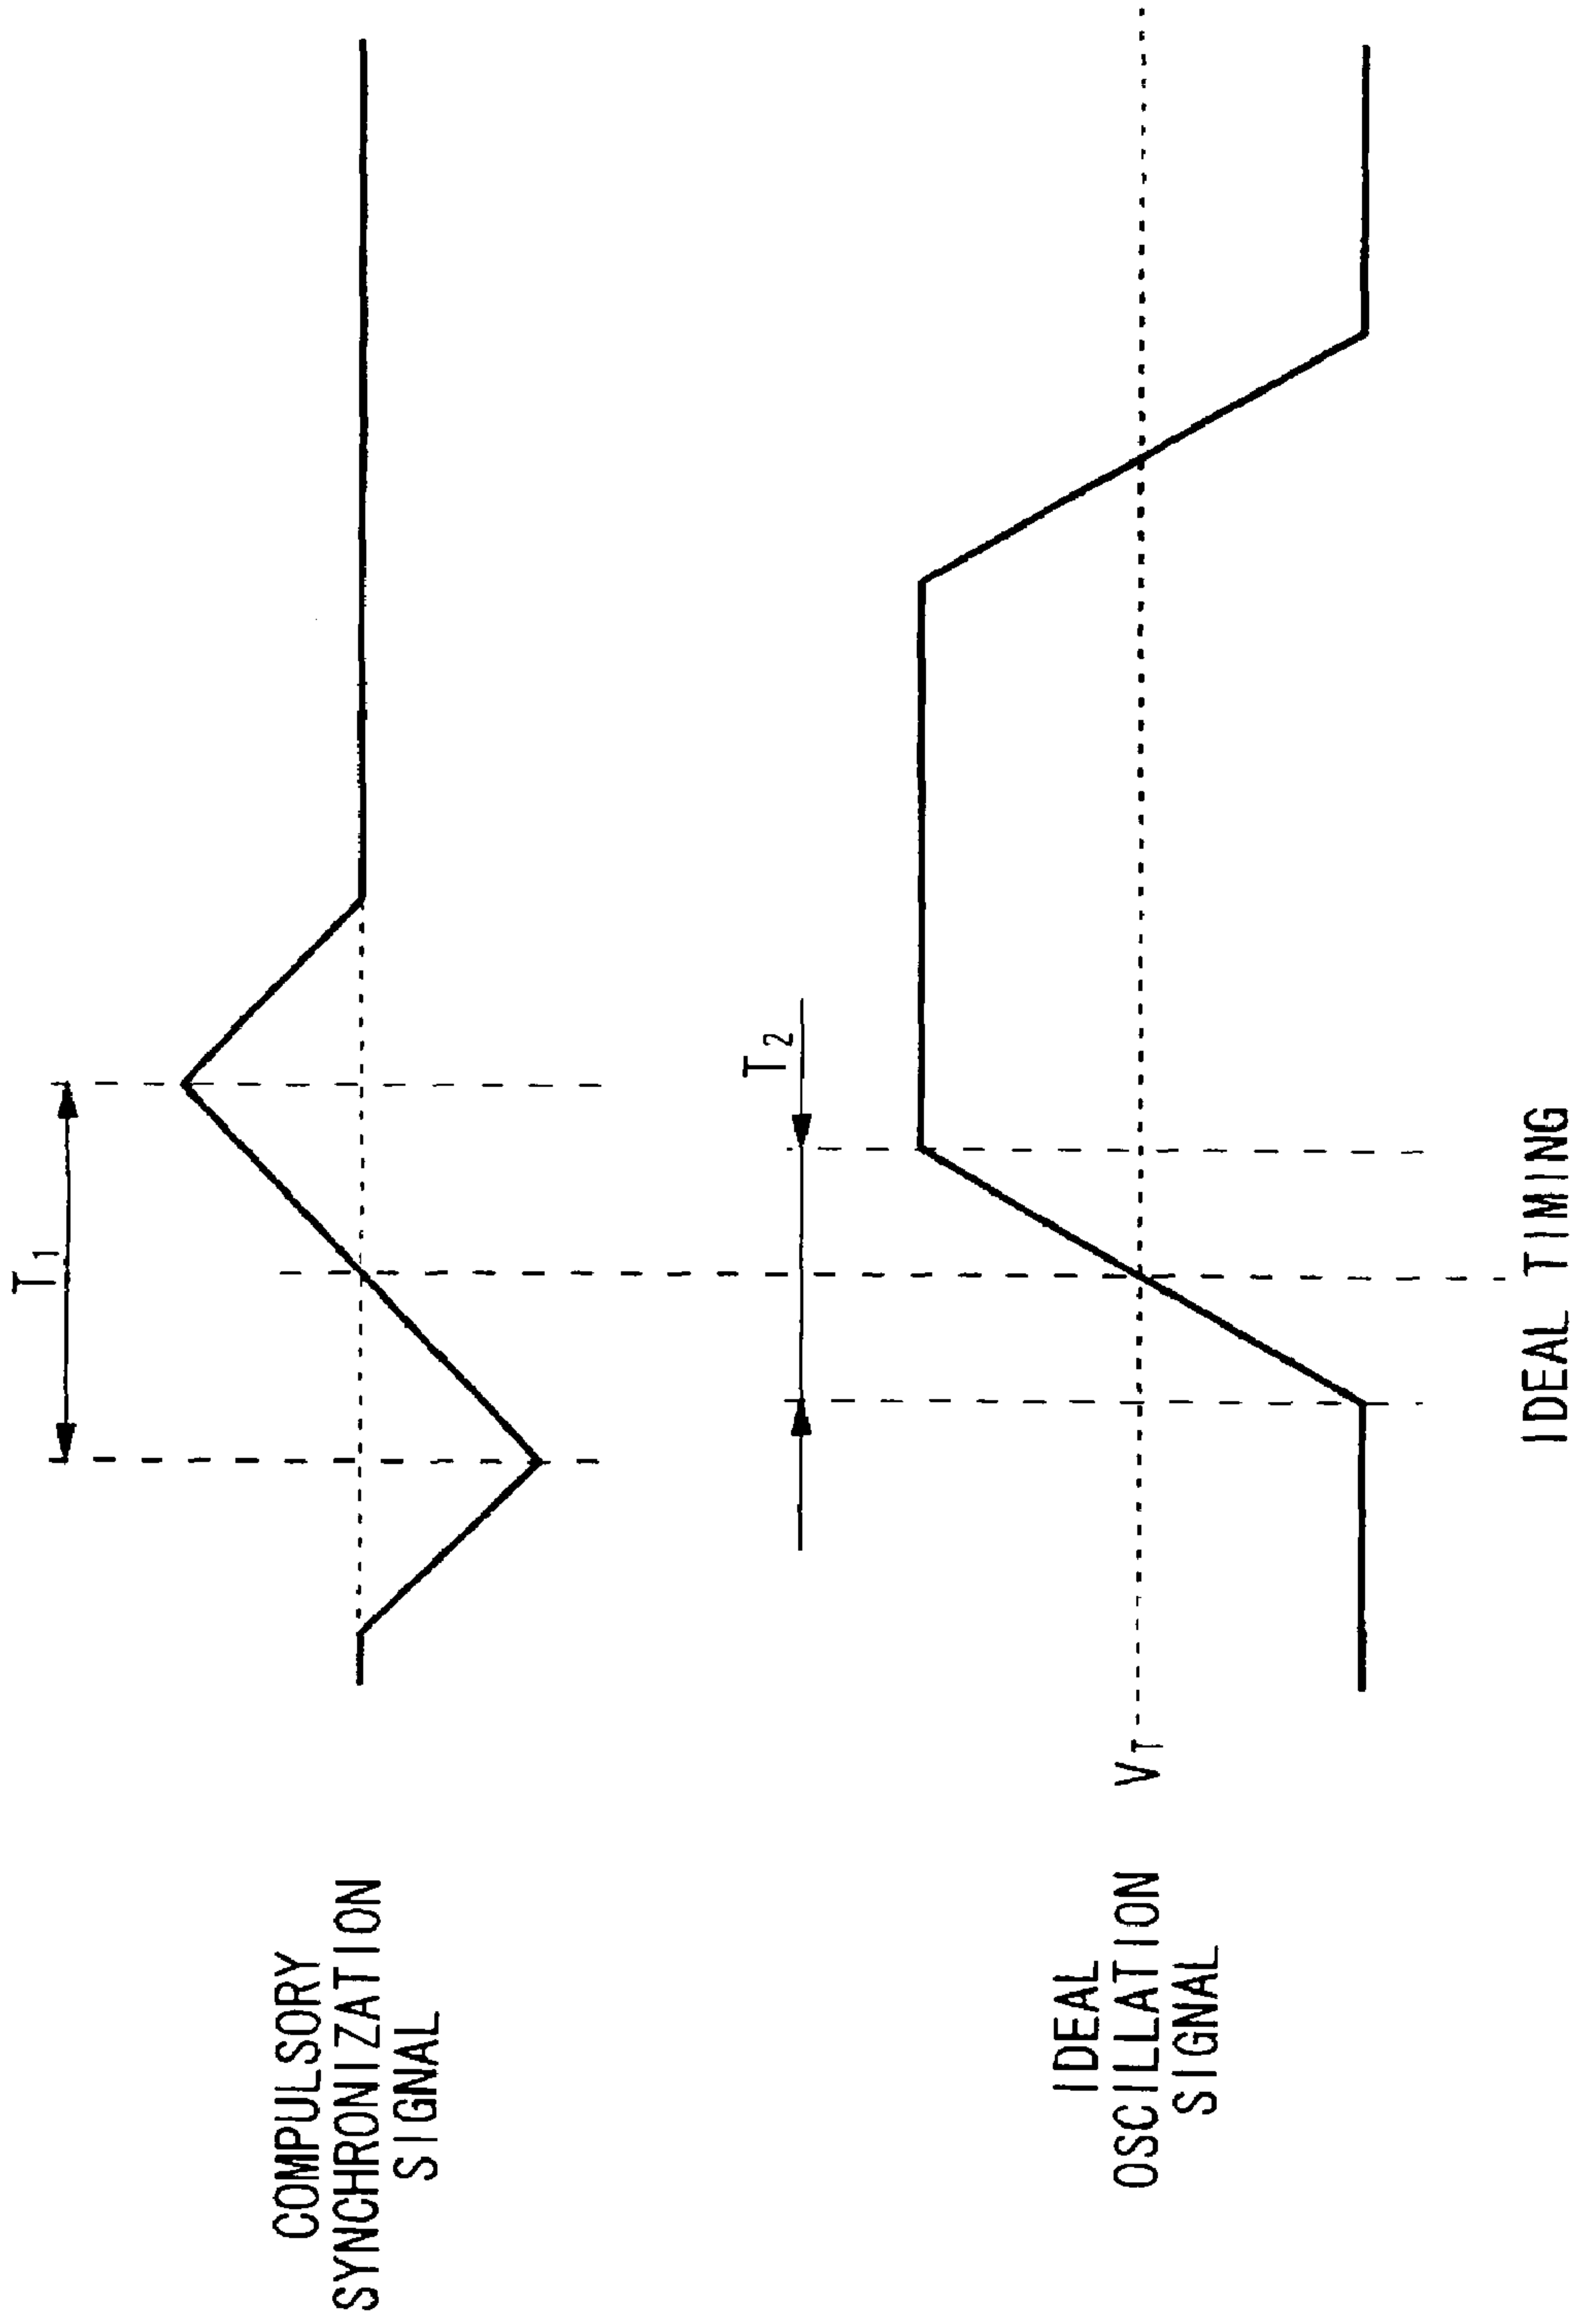 T1
COMPULSORY
SYNCHRONIZATION
SIGNAL
T2
IDEAL
OSCILLATION
SIGNAL
VT
IDEAL TIMING